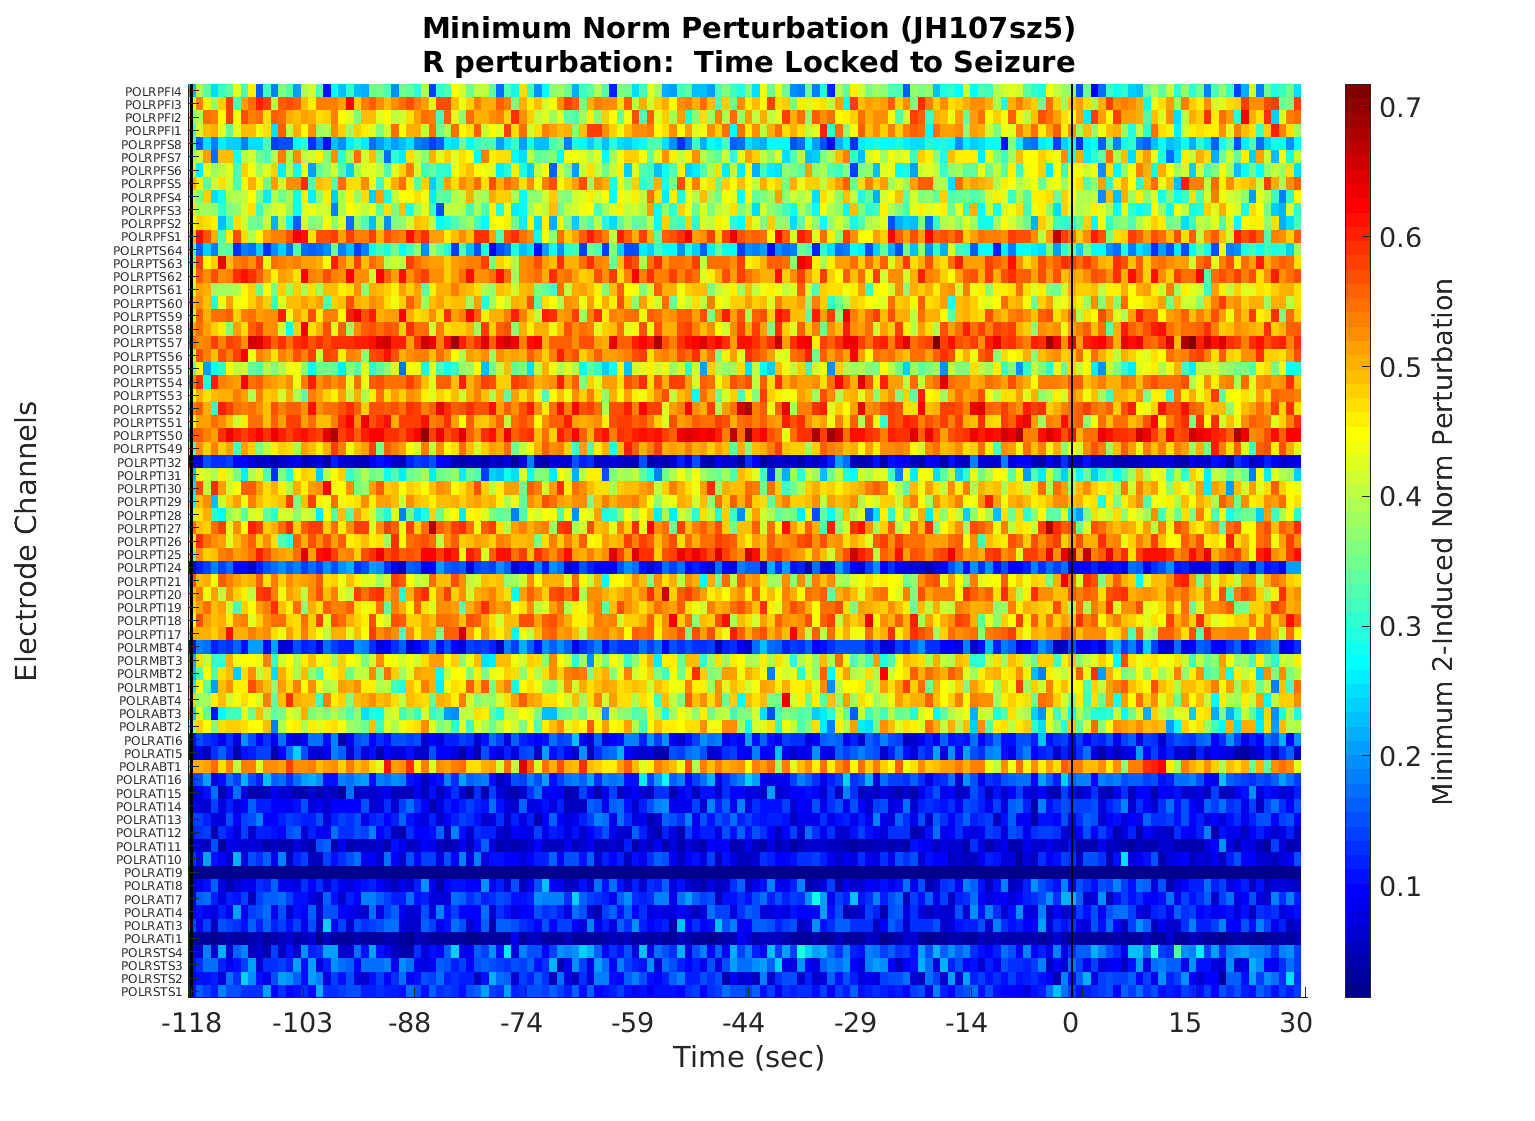 Minimum Norm Perturbation (JH107sz5)
R perturbation:  Time Locked to Seizure
Electrode Channels
POLRPFI4
POLRPFI3
POLRPFI2
POLRPFI1
POLRPFS8
POLRPFS7
POLRPFS6
POLRPFS5
POLRPFS4
POLRPFS3
POLRPFS2
POLRPFS1
POLRPTS64
POLRPTS63
POLRPTS62
POLRPTS61
POLRPTS60
POLRPTS59
POLRPTS58
POLRPTS57
POLRPTS56
POLRPTS55
POLRPTS54
POLRPTS53
POLRPTS52
POLRPTS51
POLRPTS50
POLRPTS49
POLRPTI32
POLRPTI31
POLRPTI30
POLRPTI29
POLRPTI28
POLRPTI27
POLRPTI26
POLRPTI25
POLRPTI24
POLRPTI21
POLRPTI20
POLRPTI19
POLRPTI18
POLRPTI17
POLRMBT4
POLRMBT3
POLRMBT2
POLRMBT1
POLRABT4
POLRABT3
POLRABT2
POLRATI6
POLRATI5
POLRABT1
POLRATI16
POLRATI15
POLRATI14
POLRATI13
POLRATI12
POLRATI11
POLRATI10
POLRATI9
POLRATI8
POLRATI7
POLRATI4
POLRATI3
POLRATI1
POLRSTS4
POLRSTS3
POLRSTS2
POLRSTS1
-118 -103 -88 -74 -59 -44 -29 -14 0 15 30
Time (sec)
0.7
0.6
0.5
0.4
0.3
0.2
0.1
Minimum 2-Induced Norm Perturbation